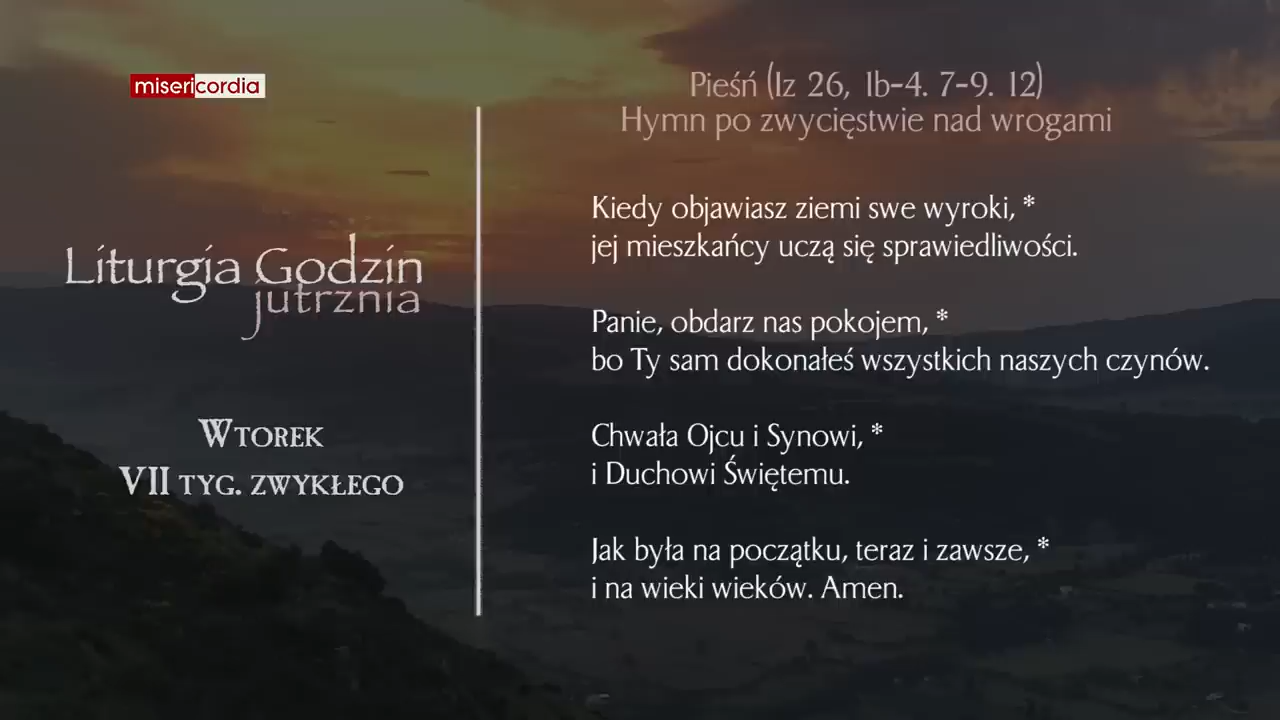 misericordia
Liturgia Godzin
jutrznia
Wtorek
VII tyg. zwykłego
Pieśń (Iz 26, 1b-4. 7-9. 12)
Hymn po zwycięstwie nad wrogami
Kiedy objawiasz ziemi swe wyroki, *
jej mieszkańcy uczą się sprawiedliwości.
Panie, obdarz nas pokojem, *
bo Ty sam dokonałeś wszystkich naszych czynów.
Chwała Ojcu i Synowi, *
i Duchowi Świętemu.
Jak była na początku, teraz i zawsze, *
i na wieki wieków. Amen.